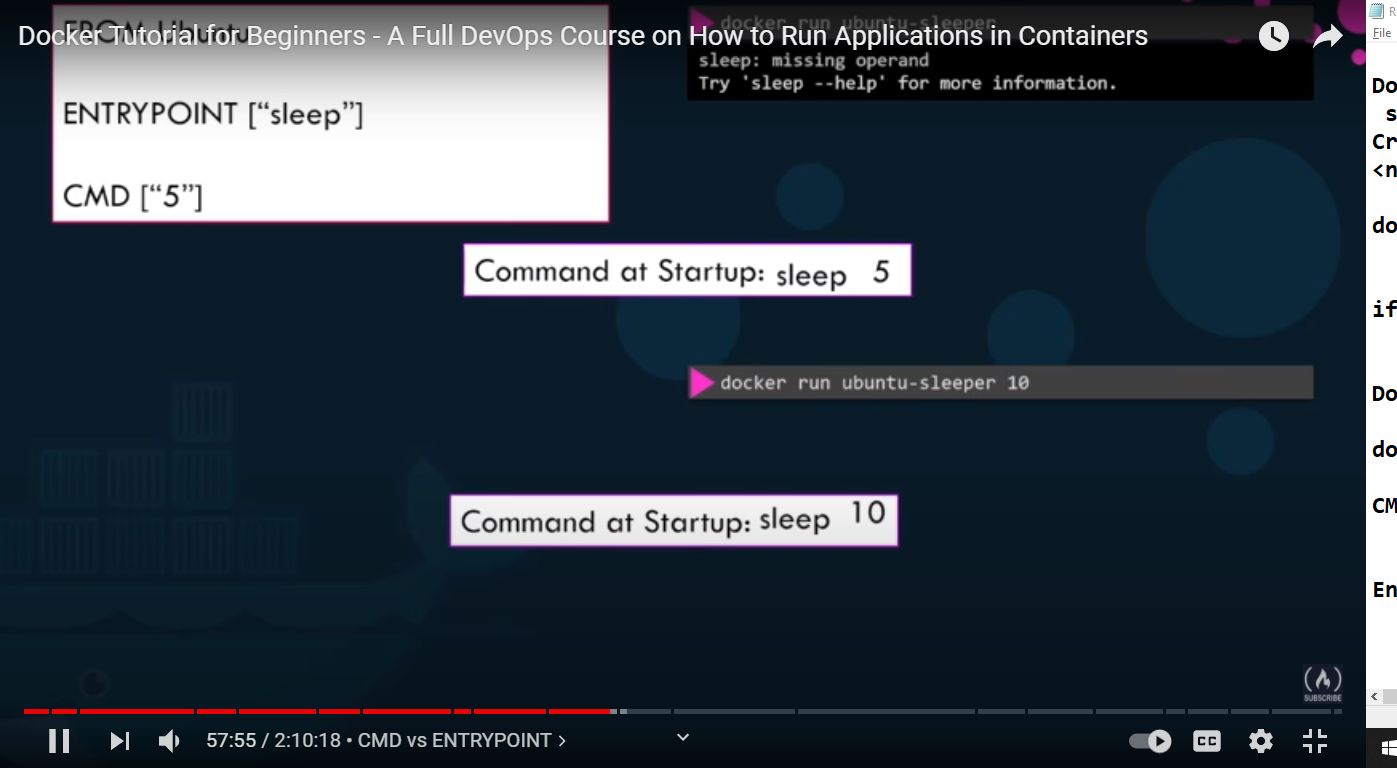 Docker Tutorial for Beginners - A Full DevOps Course on How to Run Applications in Containers
FROM Ubuntu
ENTRYPOINT [“sleep”]
CMD [“5”]
docker run ubuntu-sleeper
sleep: missing operand
Try 'sleep --help' for more information.
Command at Startup: sleep 5
docker run ubuntu-sleeper 10
Command at Startup: sleep 10
SUBSCRIBE
57:55 / 2:10:18 • CMD vs ENTRYPOINT >
CC
R
File
Do
s
Cr
<n
do
if
Do
do
CM
En